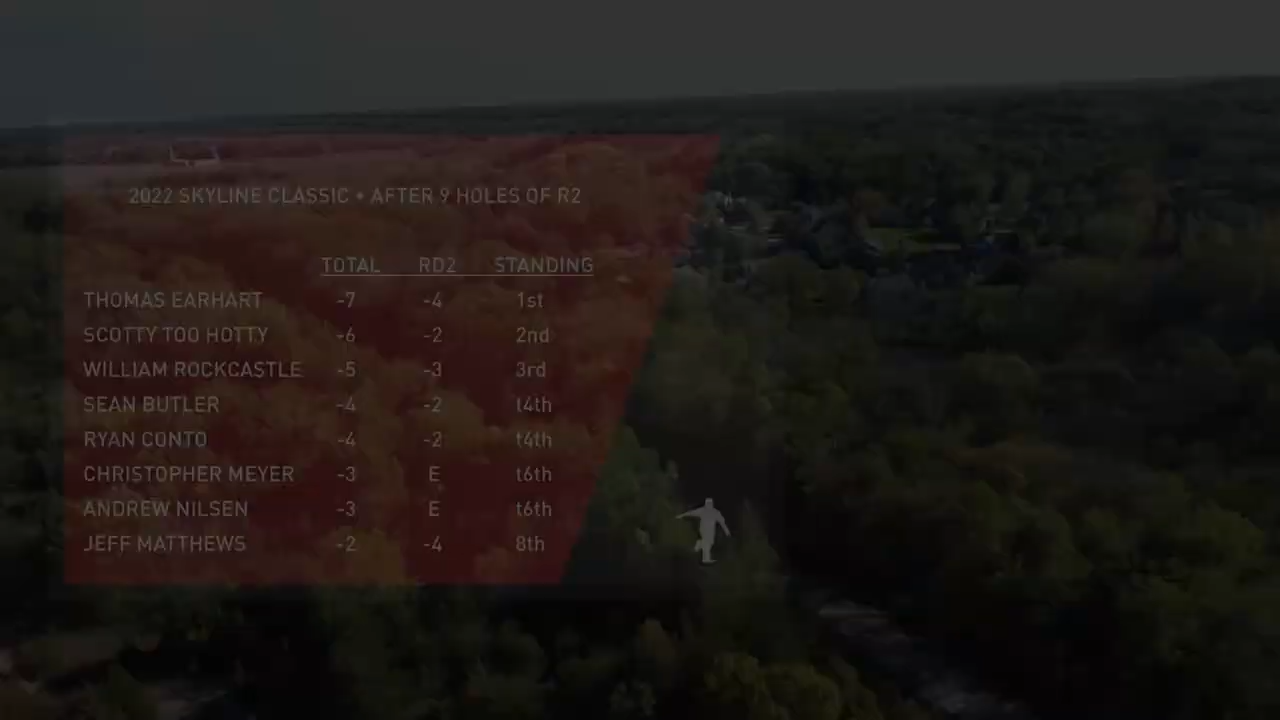 2022 SKYLINE CLASSIC • AFTER 9 HOLES OF R2
TOTAL RD2 STANDING
THOMAS EARHART -7 -4 1st
SCOTTY TOO HOTTY -6 -2 2nd
WILLIAM ROCKCASTLE -5 -3 3rd
SEAN BUTLER -4 -2 t4th
RYAN CONTO -4 -2 t4th
CHRISTOPHER MEYER -3 E t6th
ANDREW NILSEN -3 E t6th
JEFF MATTHEWS -2 -4 8th